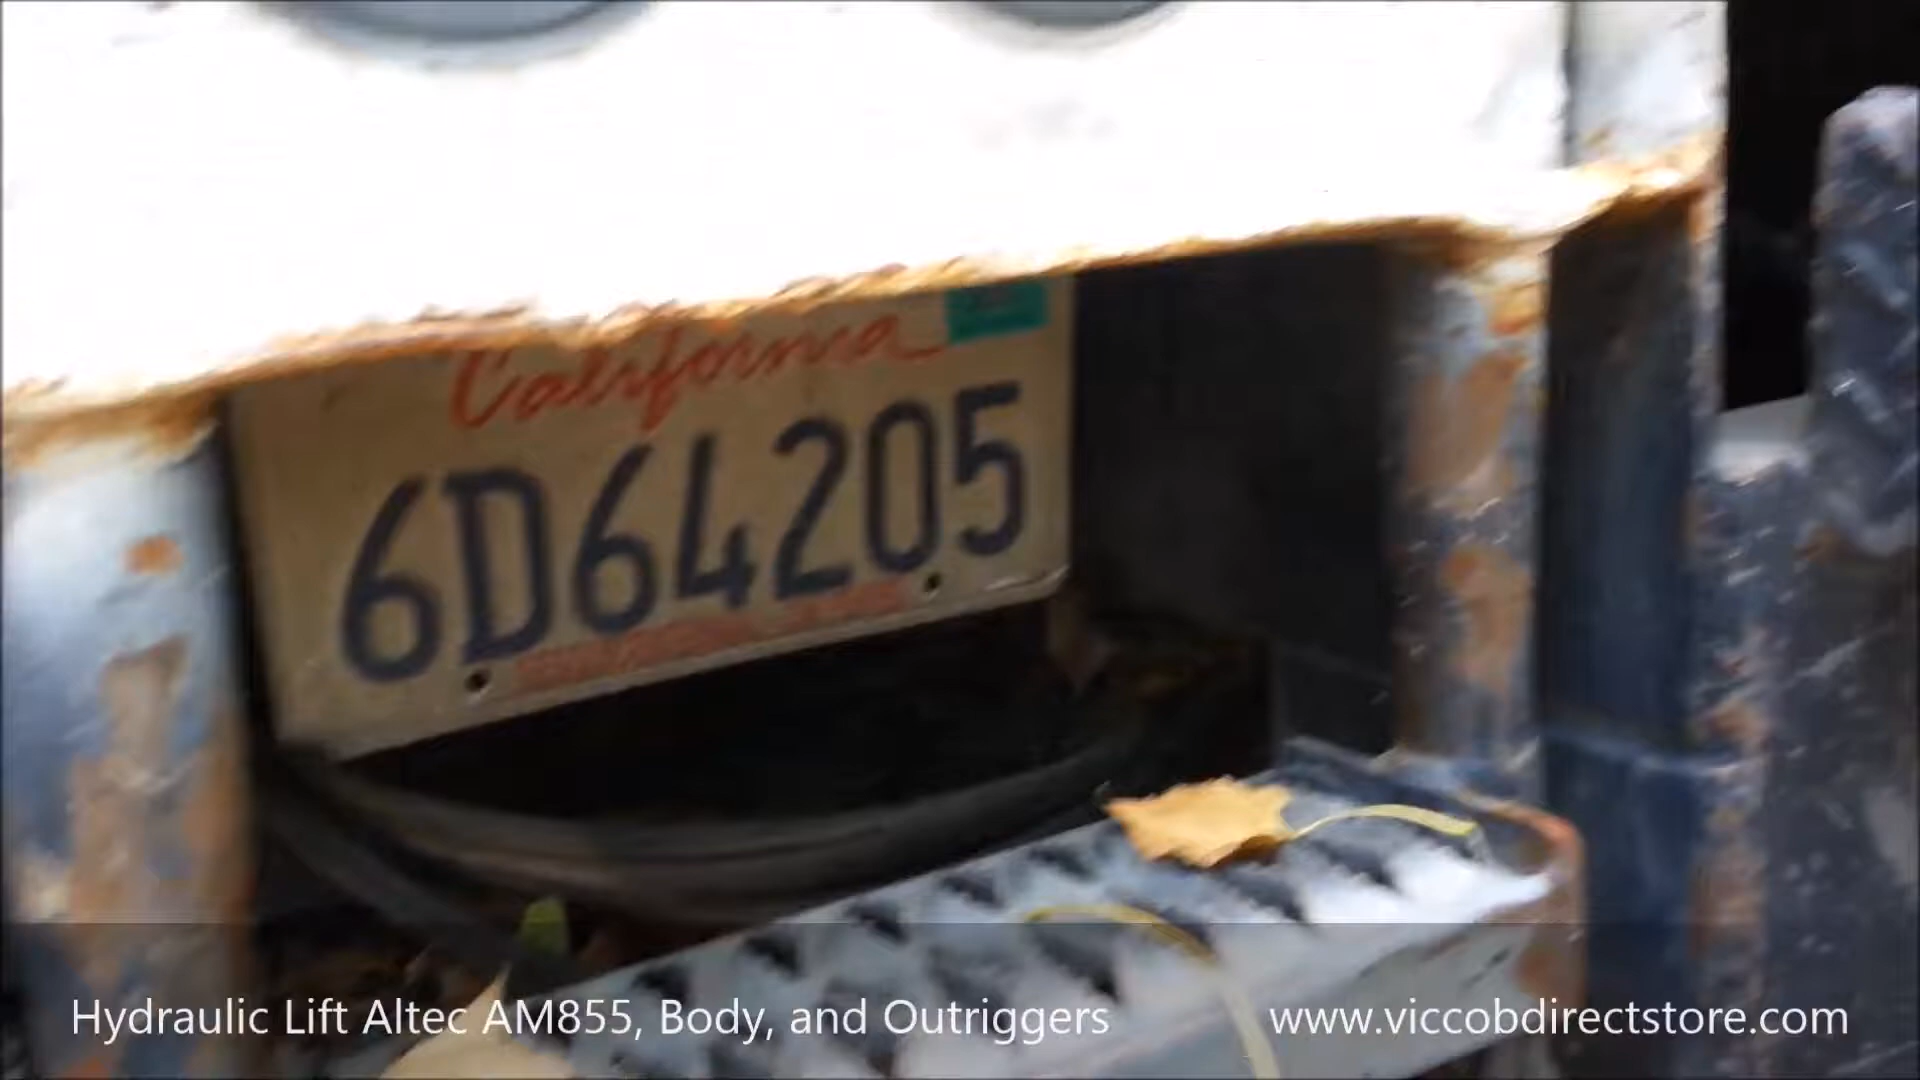 California
6D64205
Hydraulic Lift Altec AM855, Body, and Outriggers
www.viccobdirectstore.com